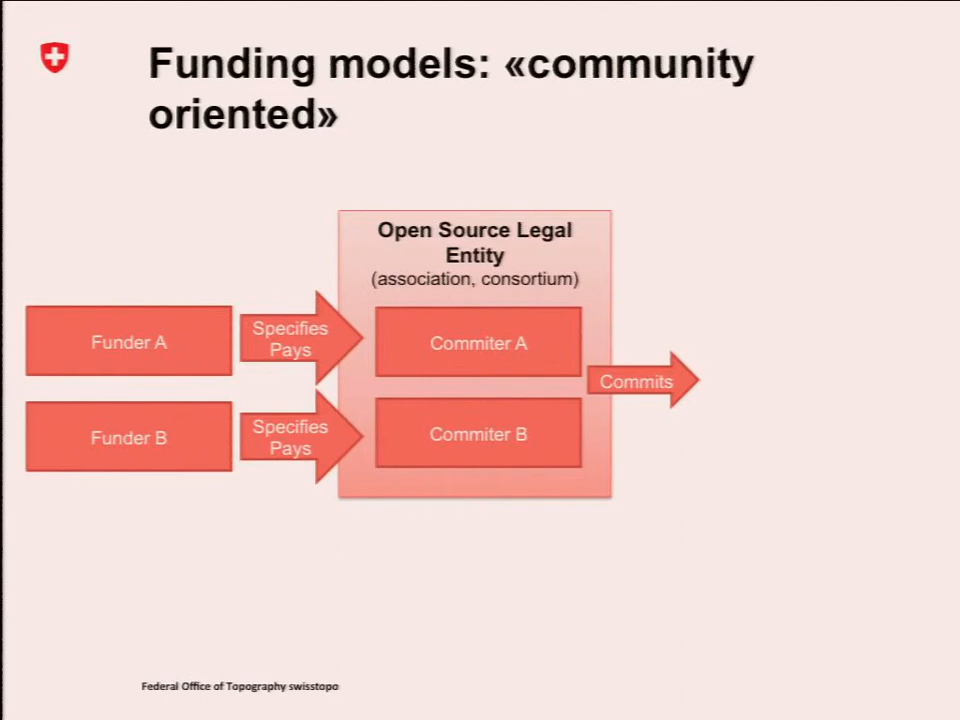 Funding models: «community
oriented»
Open Source Legal
Entity
(association, consortium)
Funder A
Specifies
Pays
Commiter A
Commits
Funder B
Specifies
Pays
Commiter B
Federal Office of Topography swisstopo